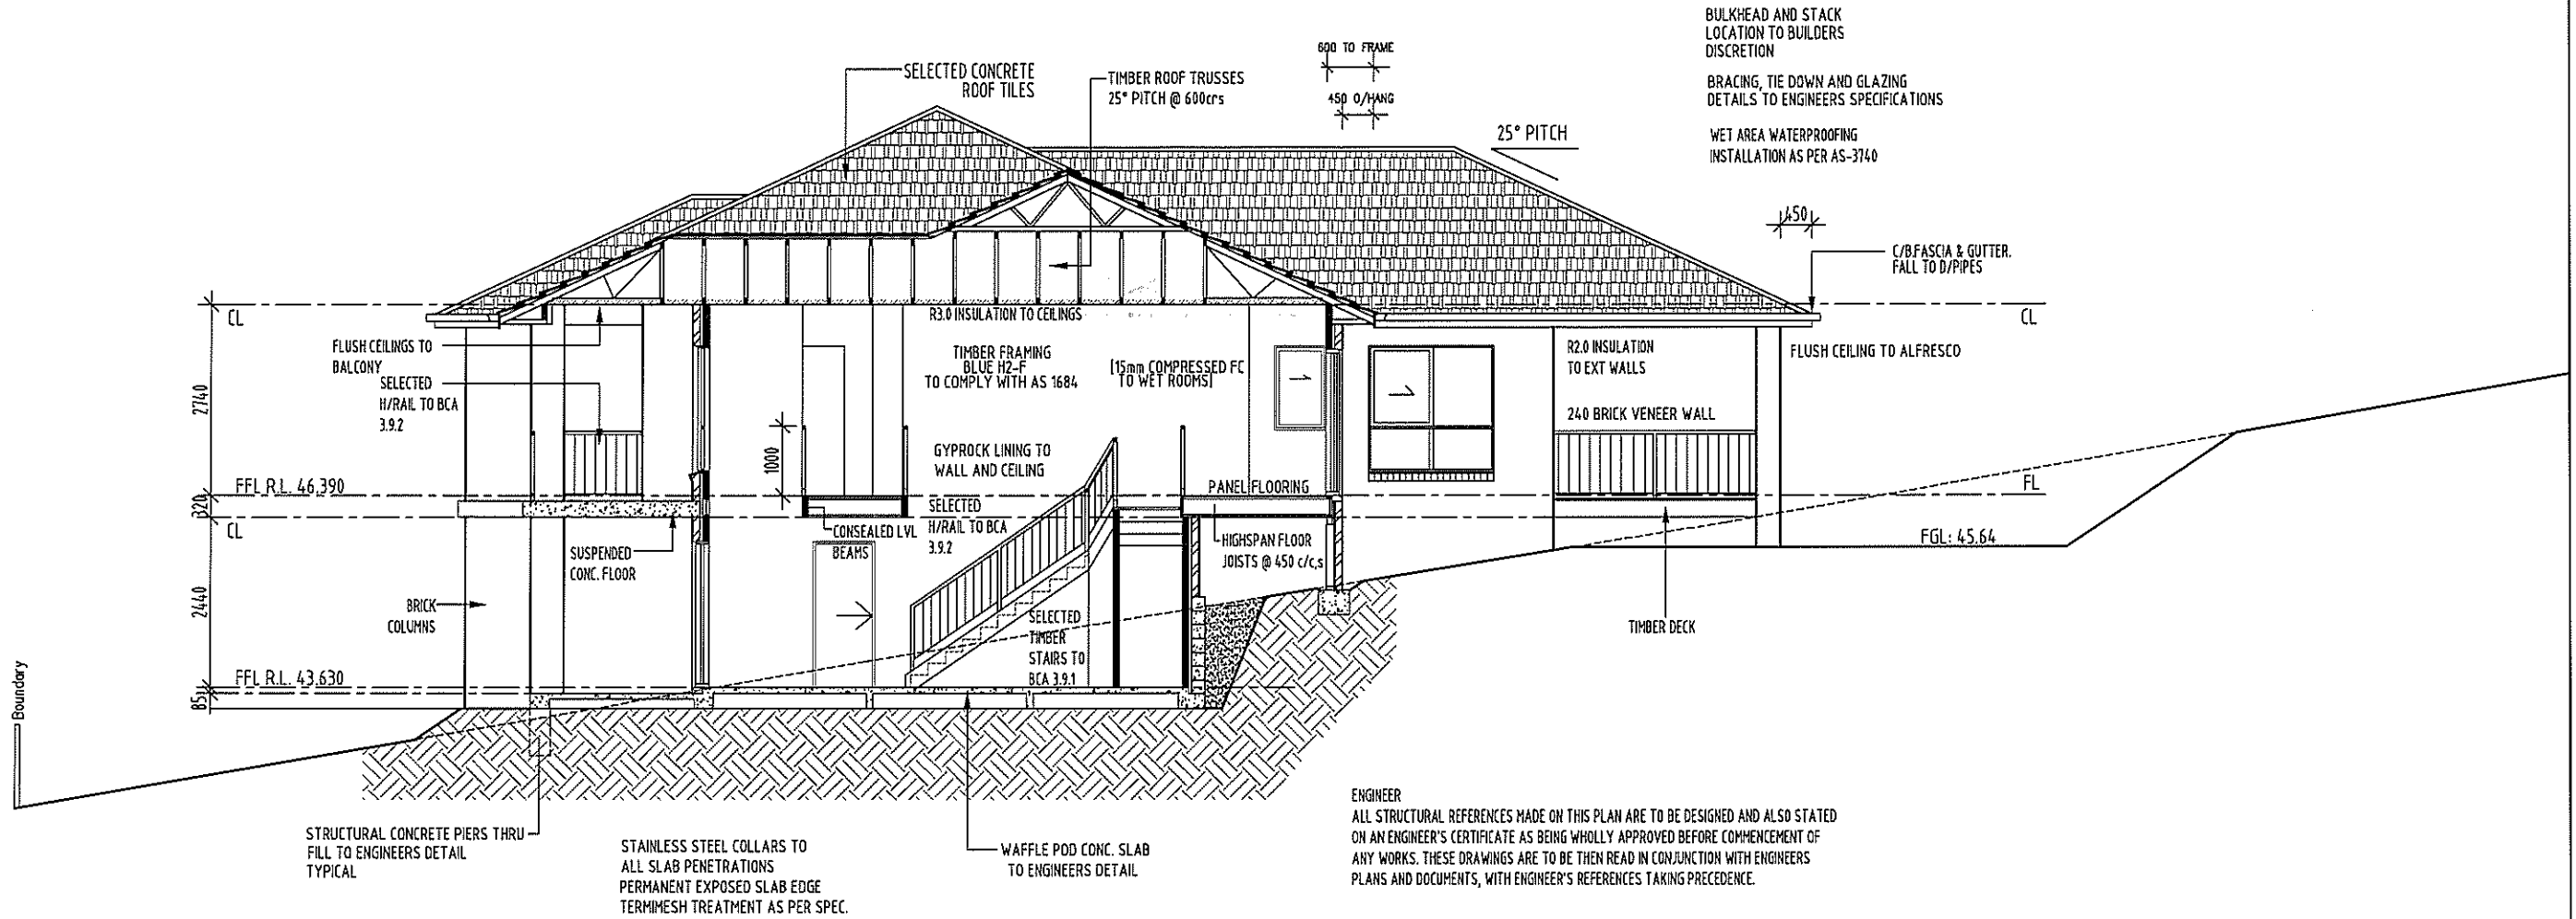 BULKHEAD AND STACK
LOCATION TO BUILDERS
DISCRETION
BRACING, TIE DOWN AND GLAZING
DETAILS TO ENGINEERS SPECIFICATIONS
WET AREA WATERPROOFING
INSTALLATION AS PER AS-3740
600 TO FRAME
450 O/HANG
SELECTED CONCRETE
ROOF TILES
TIMBER ROOF TRUSSES
25° PITCH @ 600crs
25° PITCH
450
C/B.FASCIA & GUTTER.
FALL TO D/PIPES
CL
CL
R3.0 INSULATION TO CEILINGS
FLUSH CEILINGS TO
BALCONY
SELECTED
H/RAIL TO BCA
3.9.2
TIMBER FRAMING
BLUE H2-F
TO COMPLY WITH AS 1684
[15mm COMPRESSED FC
TO WET ROOMS]
R2.0 INSULATION
TO EXT WALLS
FLUSH CEILING TO ALFRESCO
240 BRICK VENEER WALL
2740
1000
GYPROCK LINING TO
WALL AND CEILING
FFL R.L. 46.390
PANEL FLOORING
FL
320
CL
SELECTED
H/RAIL TO BCA
3.9.2
CONSEALED LVL
BEAMS
SUSPENDED
CONC. FLOOR
HIGHSPAN FLOOR
JOISTS @ 450 c/c,s
FGL: 45.64
2440
BRICK
COLUMNS
SELECTED
TIMBER
STAIRS TO
BCA 3.9.1
TIMBER DECK
FFL R.L. 43.630
85
Boundary
STRUCTURAL CONCRETE PIERS THRU
FILL TO ENGINEERS DETAIL
TYPICAL
STAINLESS STEEL COLLARS TO
ALL SLAB PENETRATIONS
PERMANENT EXPOSED SLAB EDGE
TERMIMESH TREATMENT AS PER SPEC.
WAFFLE POD CONC. SLAB
TO ENGINEERS DETAIL
ENGINEER
ALL STRUCTURAL REFERENCES MADE ON THIS PLAN ARE TO BE DESIGNED AND ALSO STATED
ON AN ENGINEER'S CERTIFICATE AS BEING WHOLLY APPROVED BEFORE COMMENCEMENT OF
ANY WORKS. THESE DRAWINGS ARE TO BE THEN READ IN CONJUNCTION WITH ENGINEERS
PLANS AND DOCUMENTS, WITH ENGINEER'S REFERENCES TAKING PRECEDENCE.